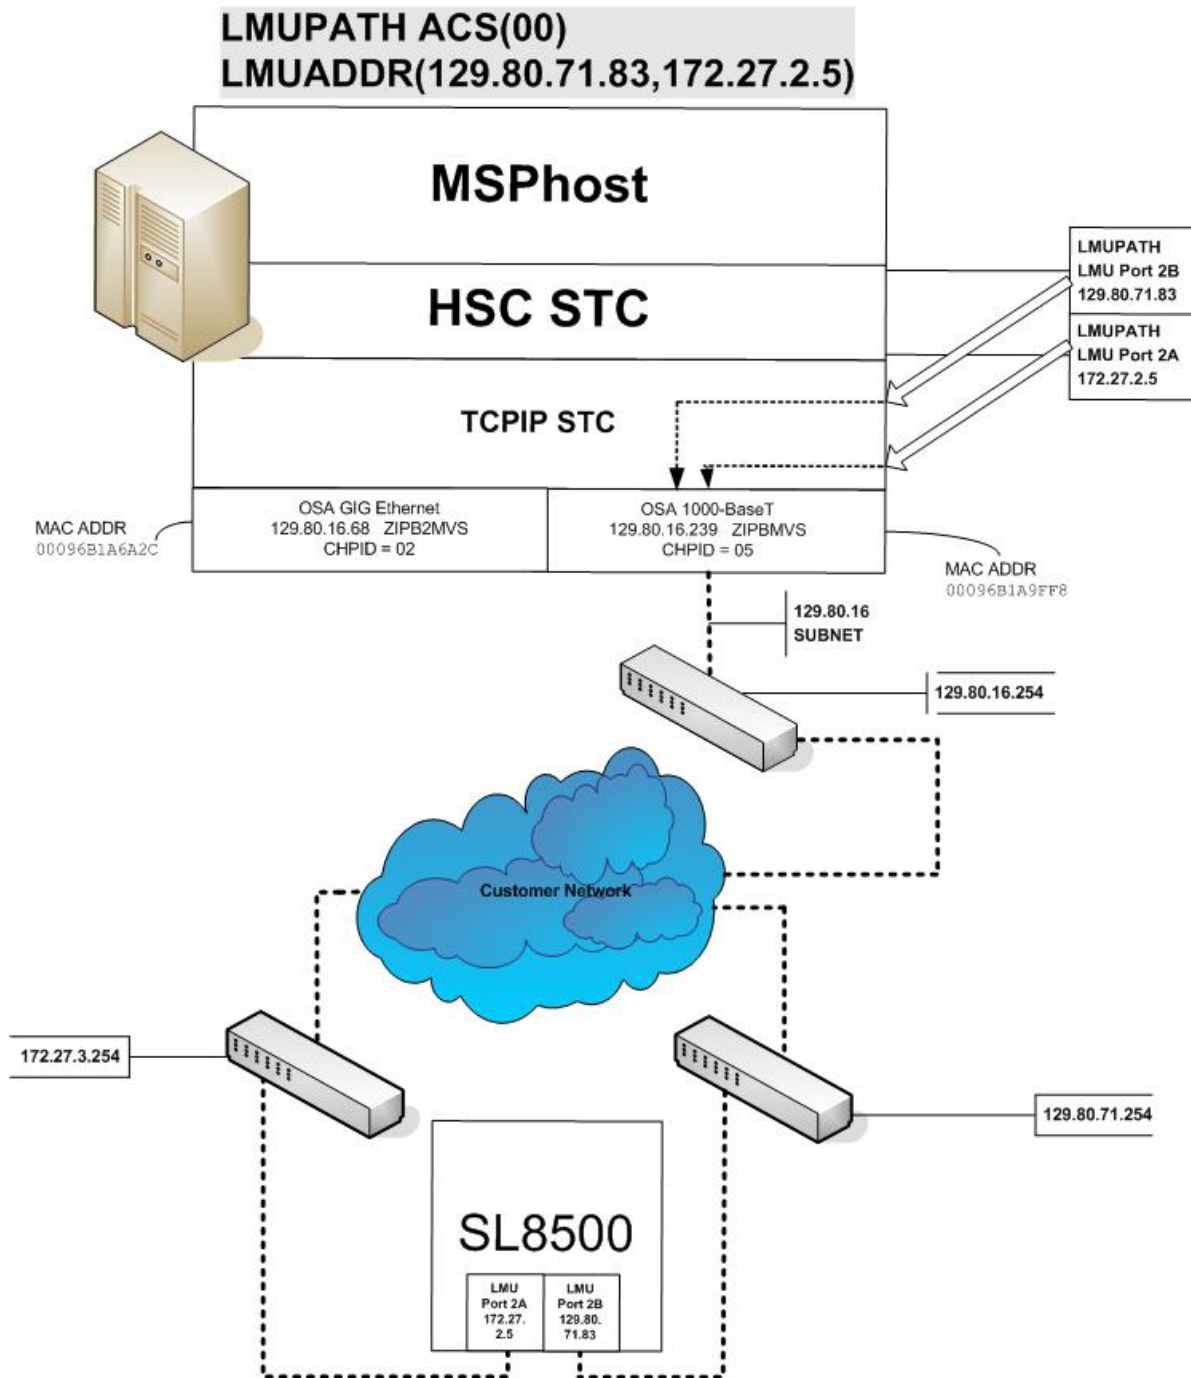 LMUPATH ACS(00)
LMUADDR(129.80.71.83,172.27.2.5)
MSPhost
HSC STC
TCPIP STC
LMUPATH
LMU Port 2B
129.80.71.83
LMUPATH
LMU Port 2A
172.27.2.5
OSA GIG Ethernet
129.80.16.68 ZIPB2MVS
CHPID = 02
OSA 1000-BaseT
129.80.16.239 ZIPBMVS
CHPID = 05
MAC ADDR
00096B1A6A2C
MAC ADDR
00096B1A9FF8
129.80.16
SUBNET
129.80.16.254
Customer Network
172.27.3.254
129.80.71.254
SL8500
LMU
Port 2A
172.27.
2.5
LMU
Port 2B
129.80.
71.83